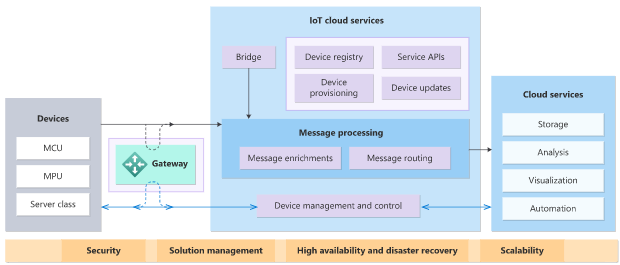 IoT cloud services
Bridge
Device registry
Service APIs
Device
provisioning
Device updates
Cloud services
Devices
Storage
Message processing
MCU
Gateway
Analysis
Message enrichments
Message routing
MPU
Visualization
Server class
Device management and control
Automation
Security
Solution management
High availability and disaster recovery
Scalability